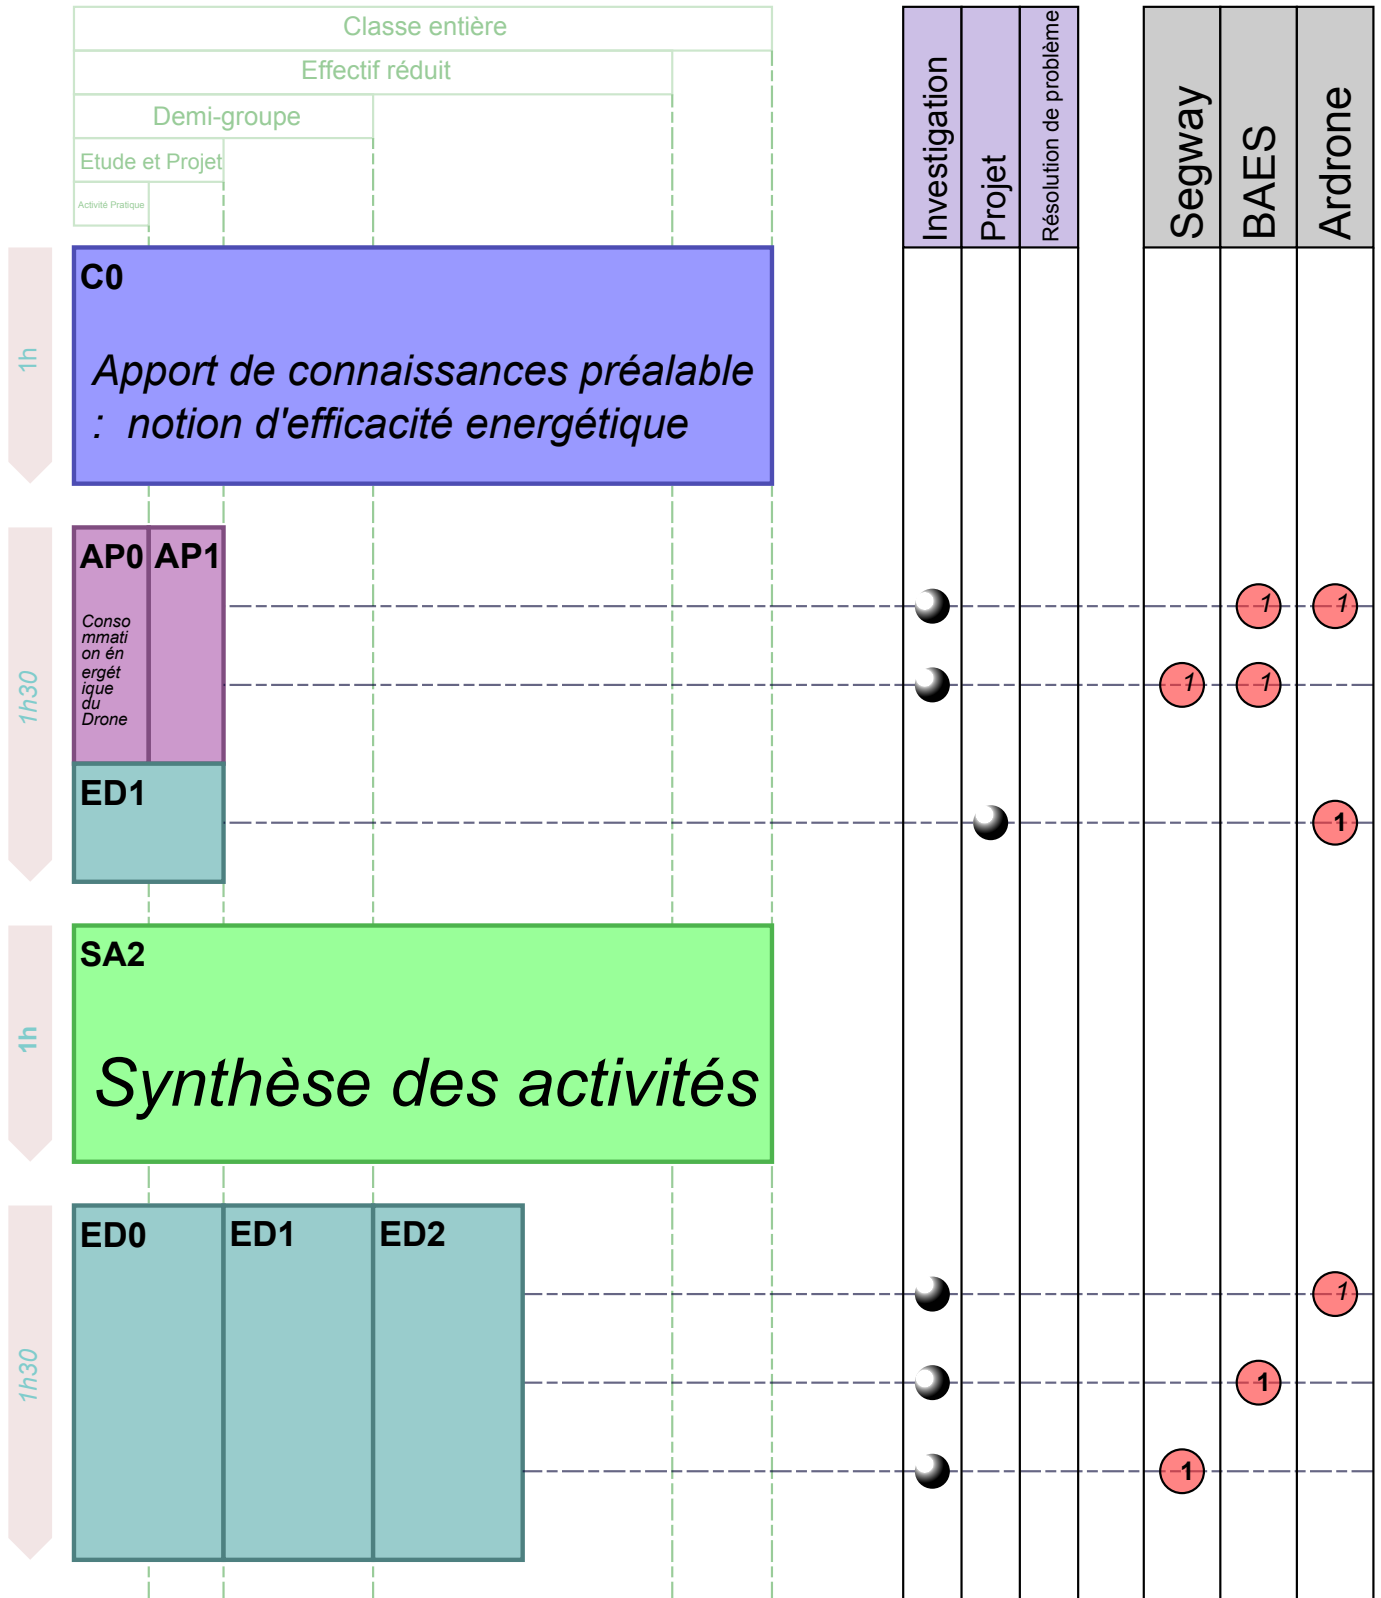 Classe entière
Effectif réduit
Demi-groupe
Etude et Projet
Activité Pratique
Investigation
Projet
Résolution de problème
Segway
BAES
Ardrone
1h
C0
Apport de connaissances préalable
: notion d'efficacité energétique
1h30
AP0
AP1
Conso
mmati
on én
ergét
ique
du
Drone
1
1
1
1
ED1
1
1h
SA2
Synthèse des activités
1h30
ED0
ED1
ED2
1
1
1